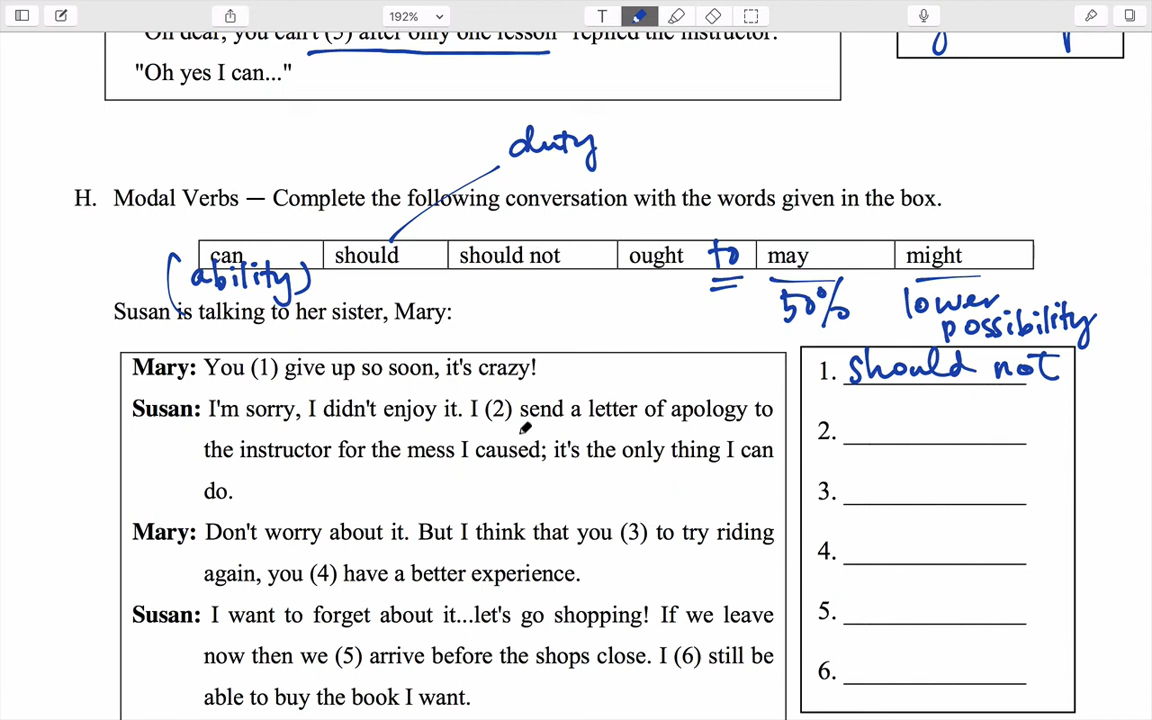 192%
T
"Oh dear, you can't (5) after only one lesson" replied the instructor.
"Oh yes I can..."
duty
H. Modal Verbs — Complete the following conversation with the words given in the box.
can should should not ought to may might
(ability)
50%
lower
possibility
Susan is talking to her sister, Mary:
Mary: You (1) give up so soon, it's crazy!
Susan: I'm sorry, I didn't enjoy it. I (2) send a letter of apology to
the instructor for the mess I caused; it's the only thing I can
do.
Mary: Don't worry about it. But I think that you (3) to try riding
again, you (4) have a better experience.
Susan: I want to forget about it...let's go shopping! If we leave
now then we (5) arrive before the shops close. I (6) still be
able to buy the book I want.
1. should not
2.
3.
4.
5.
6.